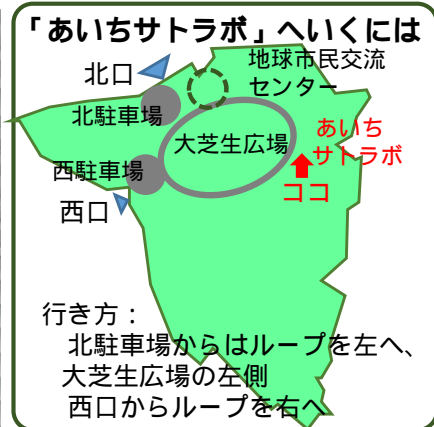 「あいちサトラボ」へいくには
北口
地球市民交流
センター
北駐車場
大芝生広場
あいち
サトラボ
西駐車場
ココ
西口
行き方：
北駐車場からはループを左へ、
大芝生広場の左側
西口からループを右へ